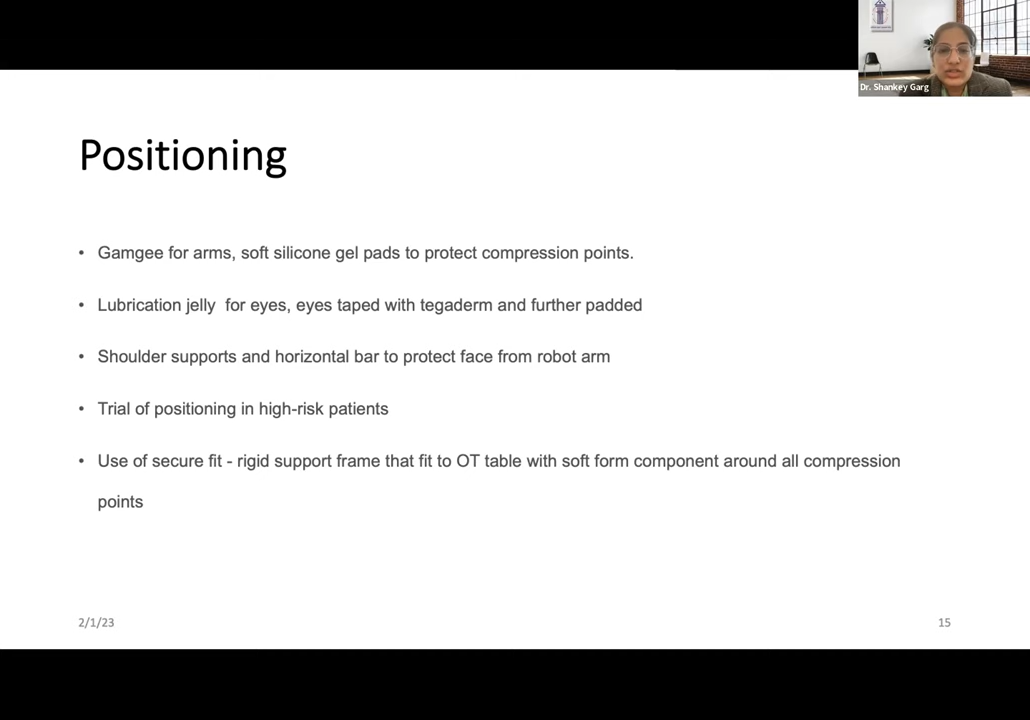 Dr. Shankey Garg
Positioning
• Gamgee for arms, soft silicone gel pads to protect compression points.
• Lubrication jelly for eyes, eyes taped with tegaderm and further padded
• Shoulder supports and horizontal bar to protect face from robot arm
• Trial of positioning in high-risk patients
• Use of secure fit - rigid support frame that fit to OT table with soft form component around all compression
points
2/1/23
15